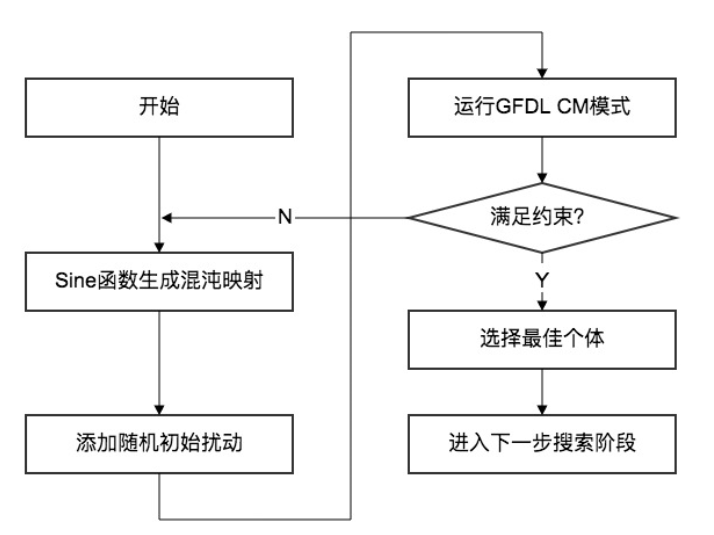 开始
Sine函数生成混沌映射
添加随机初始扰动
运行GFDL CM模式
满足约束?
N
Y
选择最佳个体
进入下一步搜索阶段